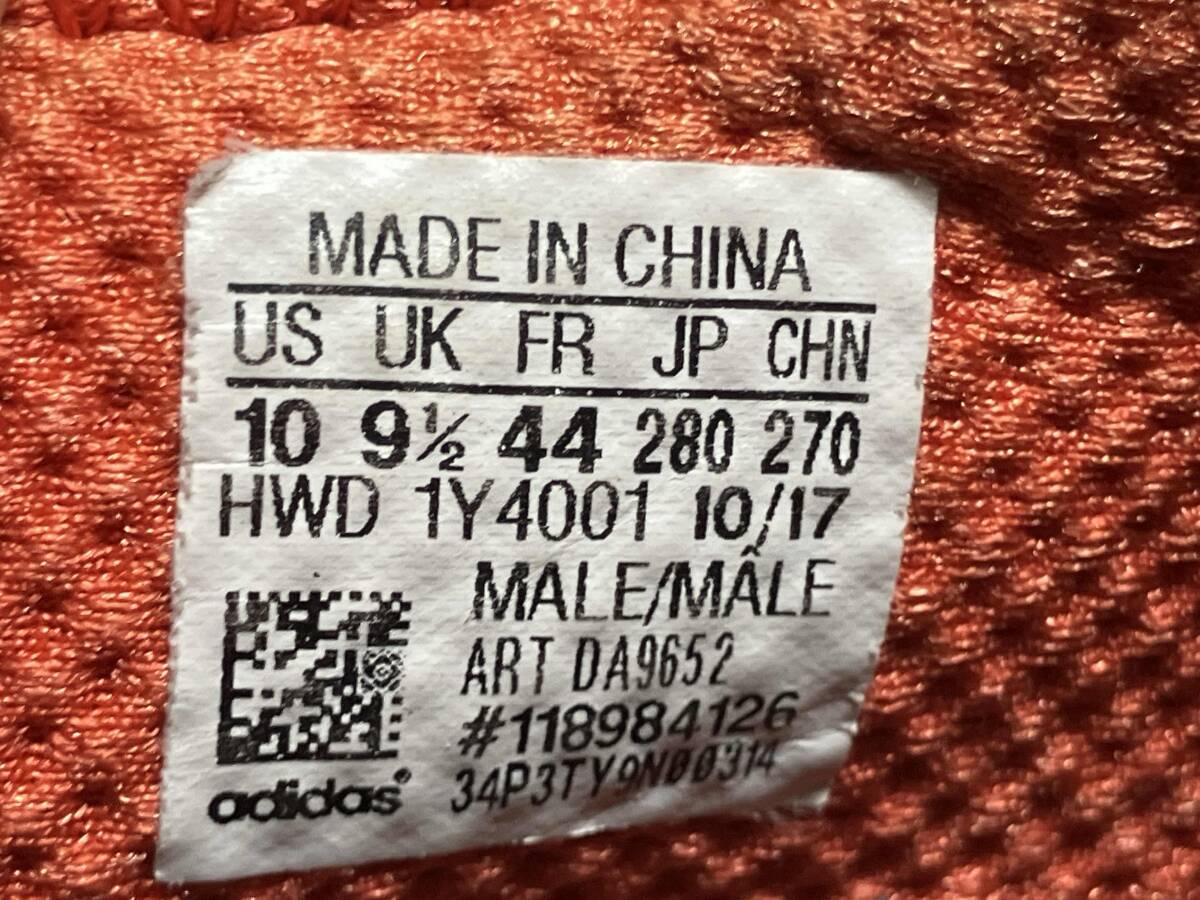 MADE IN CHINA
US UK FR JP CHN
10 9½ 44 280 270
HWD 1Y4001 10/17
MALE/MÂLE
ART DA9652
#118984126
34P3TY9N00314
adidas®